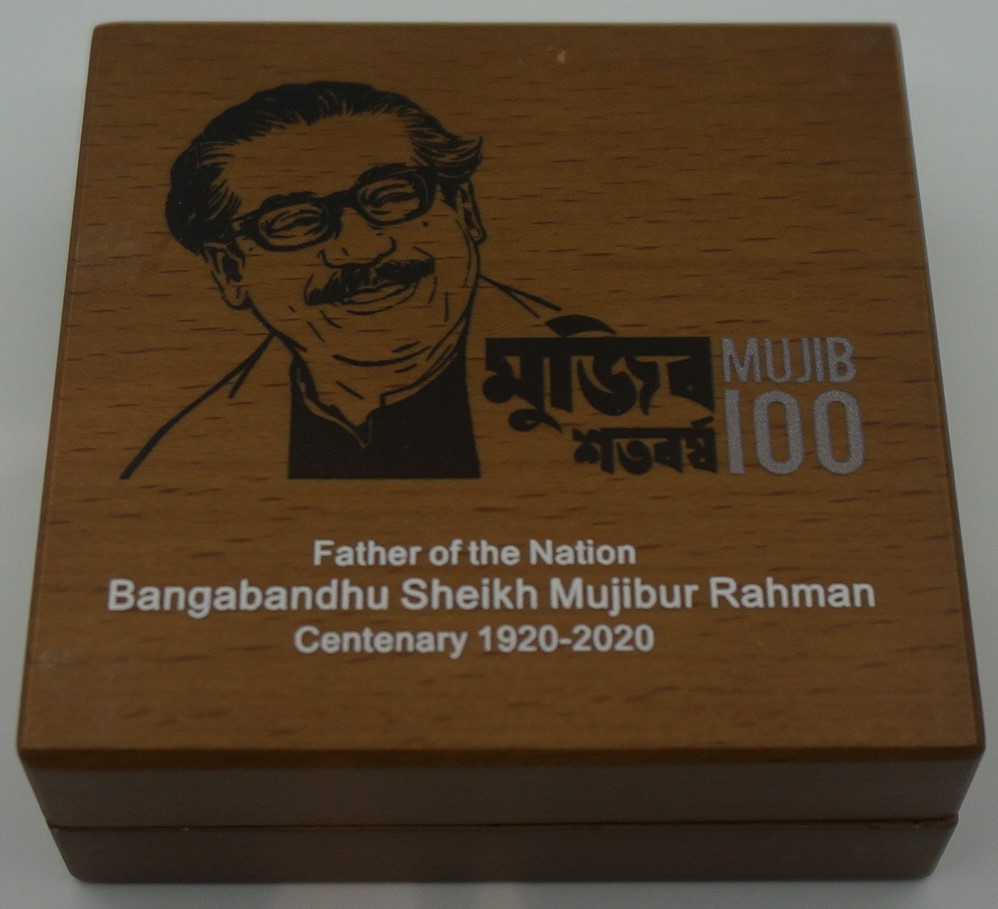 মুজিব MUJIB
শতবর্ষ 100
Father of the Nation
Bangabandhu Sheikh Mujibur Rahman
Centenary 1920-2020